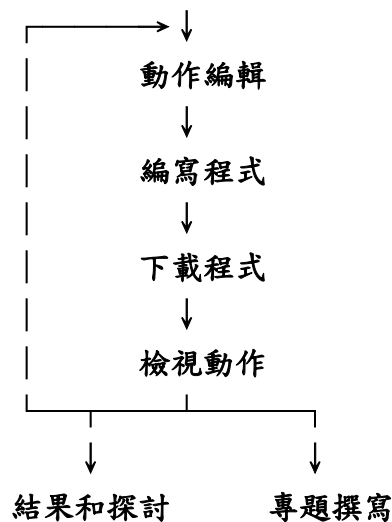 動作編輯
編寫程式
下載程式
檢視動作
結果和探討 專題撰寫